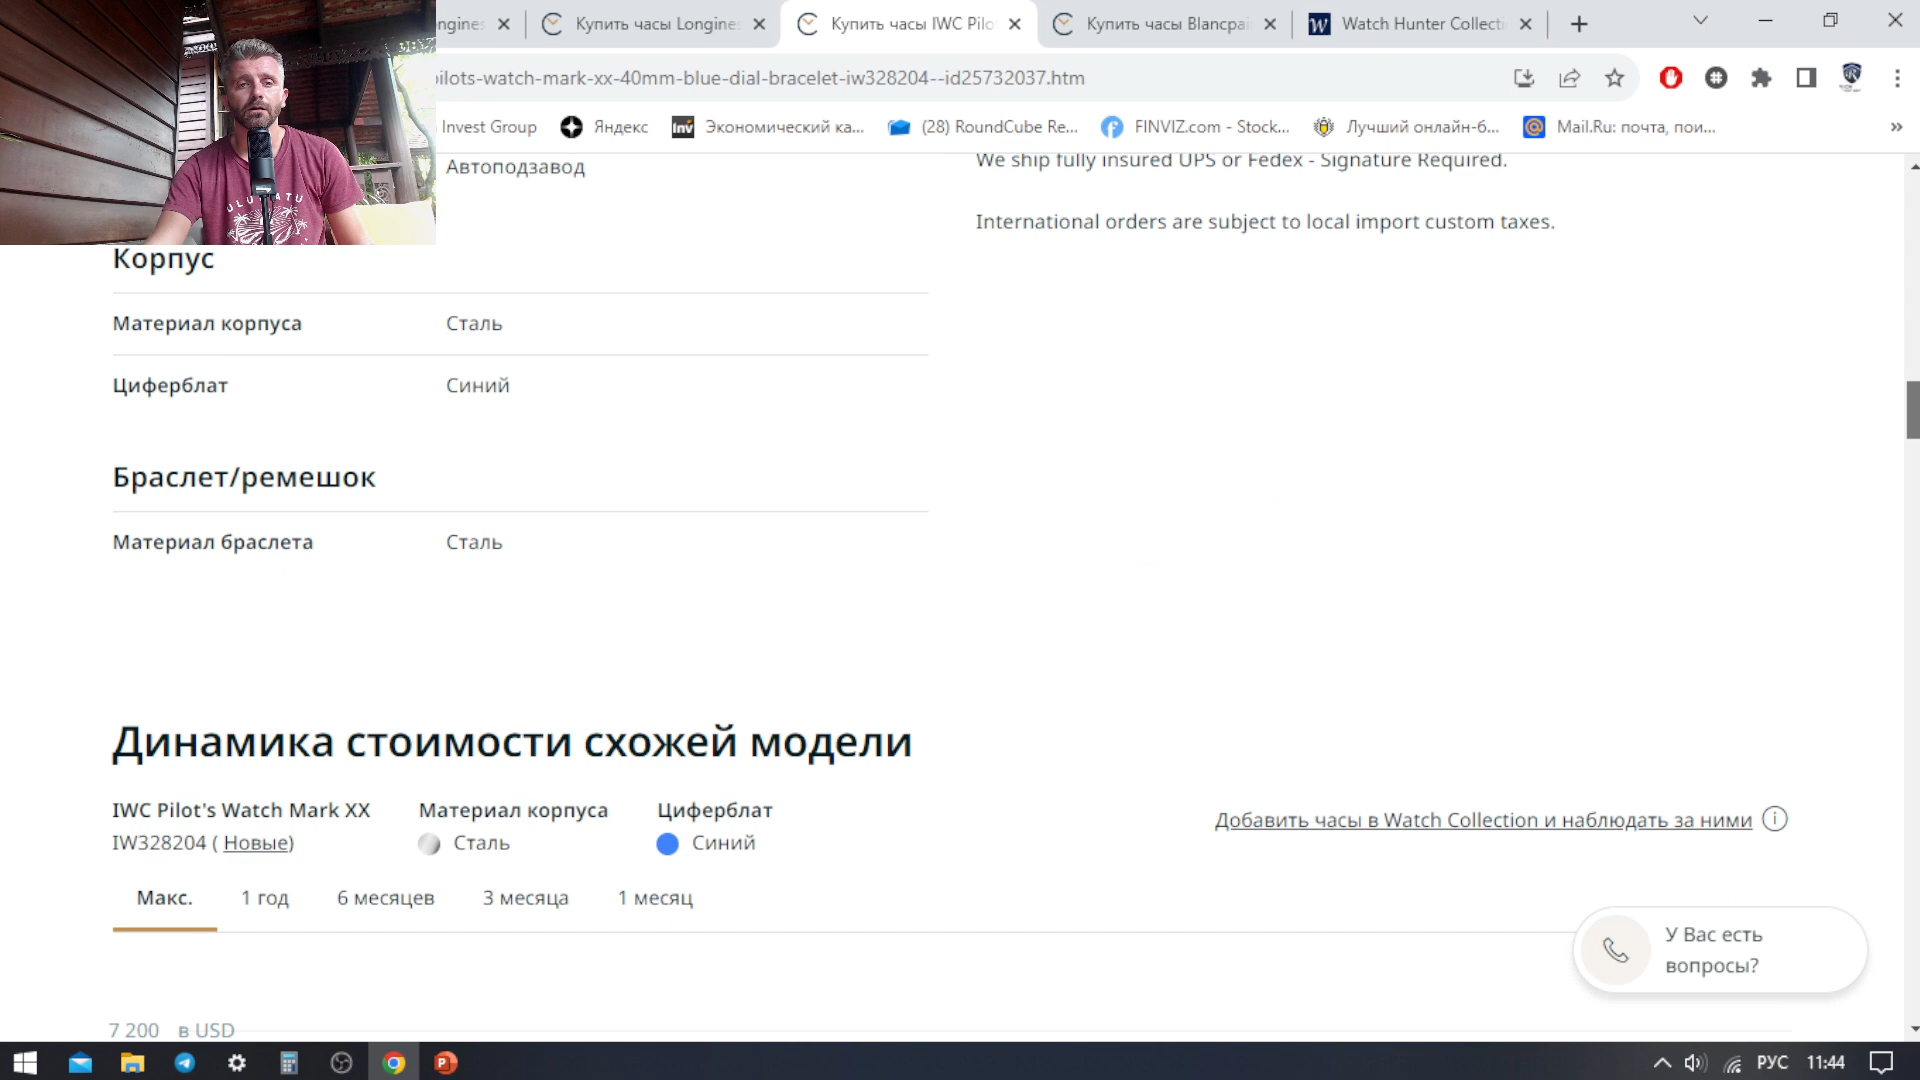 ngines
Купить часы Longines
Купить часы IWC Pilo
Купить часы Blancpai
Watch Hunter Collecti
ilots-watch-mark-xx-40mm-blue-dial-bracelet-iw328204--id25732037.htm
Invest Group
Яндекс
Inv
Экономический ка...
(28) RoundCube Re...
FINVIZ.com - Stock...
Лучший онлайн-б...
Mail.Ru: почта, пои...
»
Автоподзавод
We ship fully insured UPS or Fedex - Signature Required.
International orders are subject to local import custom taxes.
Корпус
Материал корпуса
Сталь
Циферблат
Синий
Браслет/ремешок
Материал браслета
Сталь
Динамика стоимости схожей модели
IWC Pilot's Watch Mark XX
Материал корпуса
Циферблат
IW328204 ( Новые)
Сталь
Синий
Добавить часы в Watch Collection и наблюдать за ними
Макс.
1 год
6 месяцев
3 месяца
1 месяц
У Вас есть
вопросы?
7 200 в USD
РУС
11:44